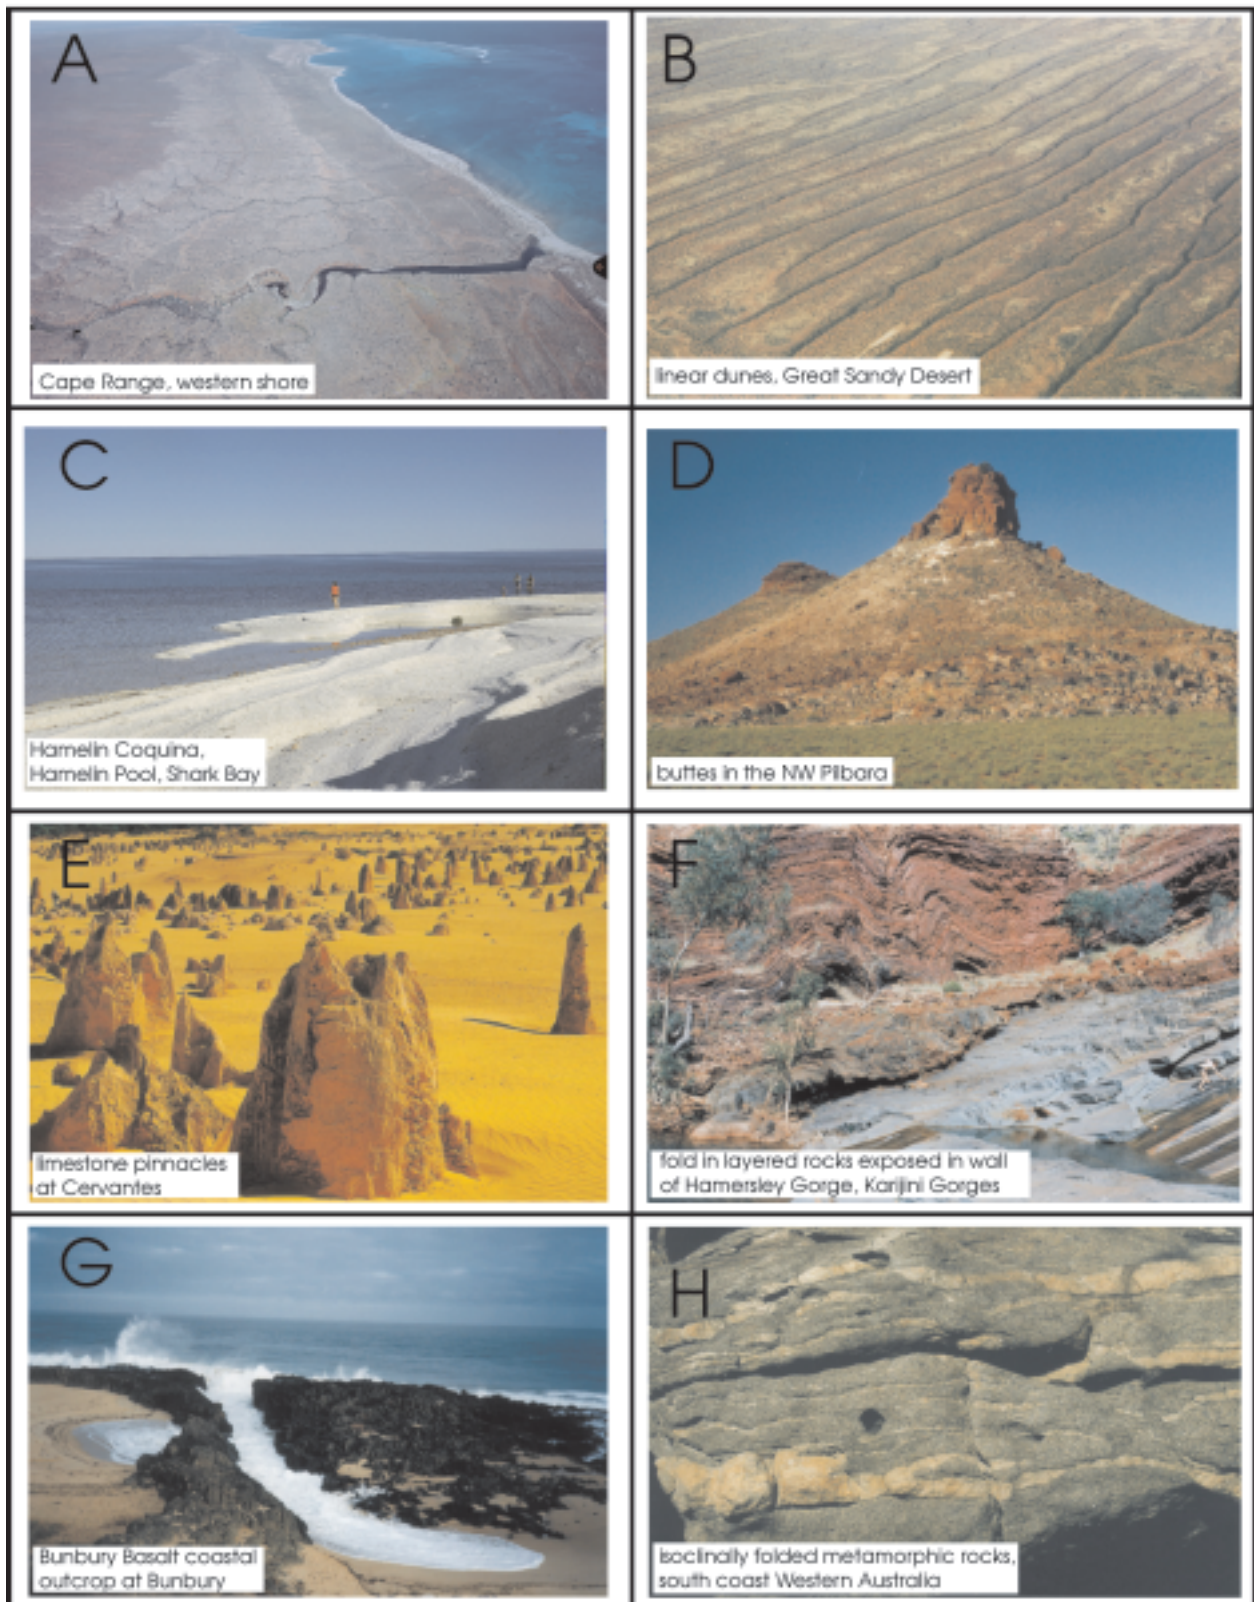 A
Cape Range, western shore
B
linear dunes, Great Sandy Desert
C
Hamelin Coquina,
Hamelin Pool, Shark Bay
D
buttes in the NW Pilbara
E
limestone pinnacles
at Cervantes
F
fold in layered rocks exposed in wall
of Hamersley Gorge, Karijini Gorges
G
Bunbury Basalt coastal
outcrop at Bunbury
H
isoclinally folded metamorphic rocks,
south coast Western Australia